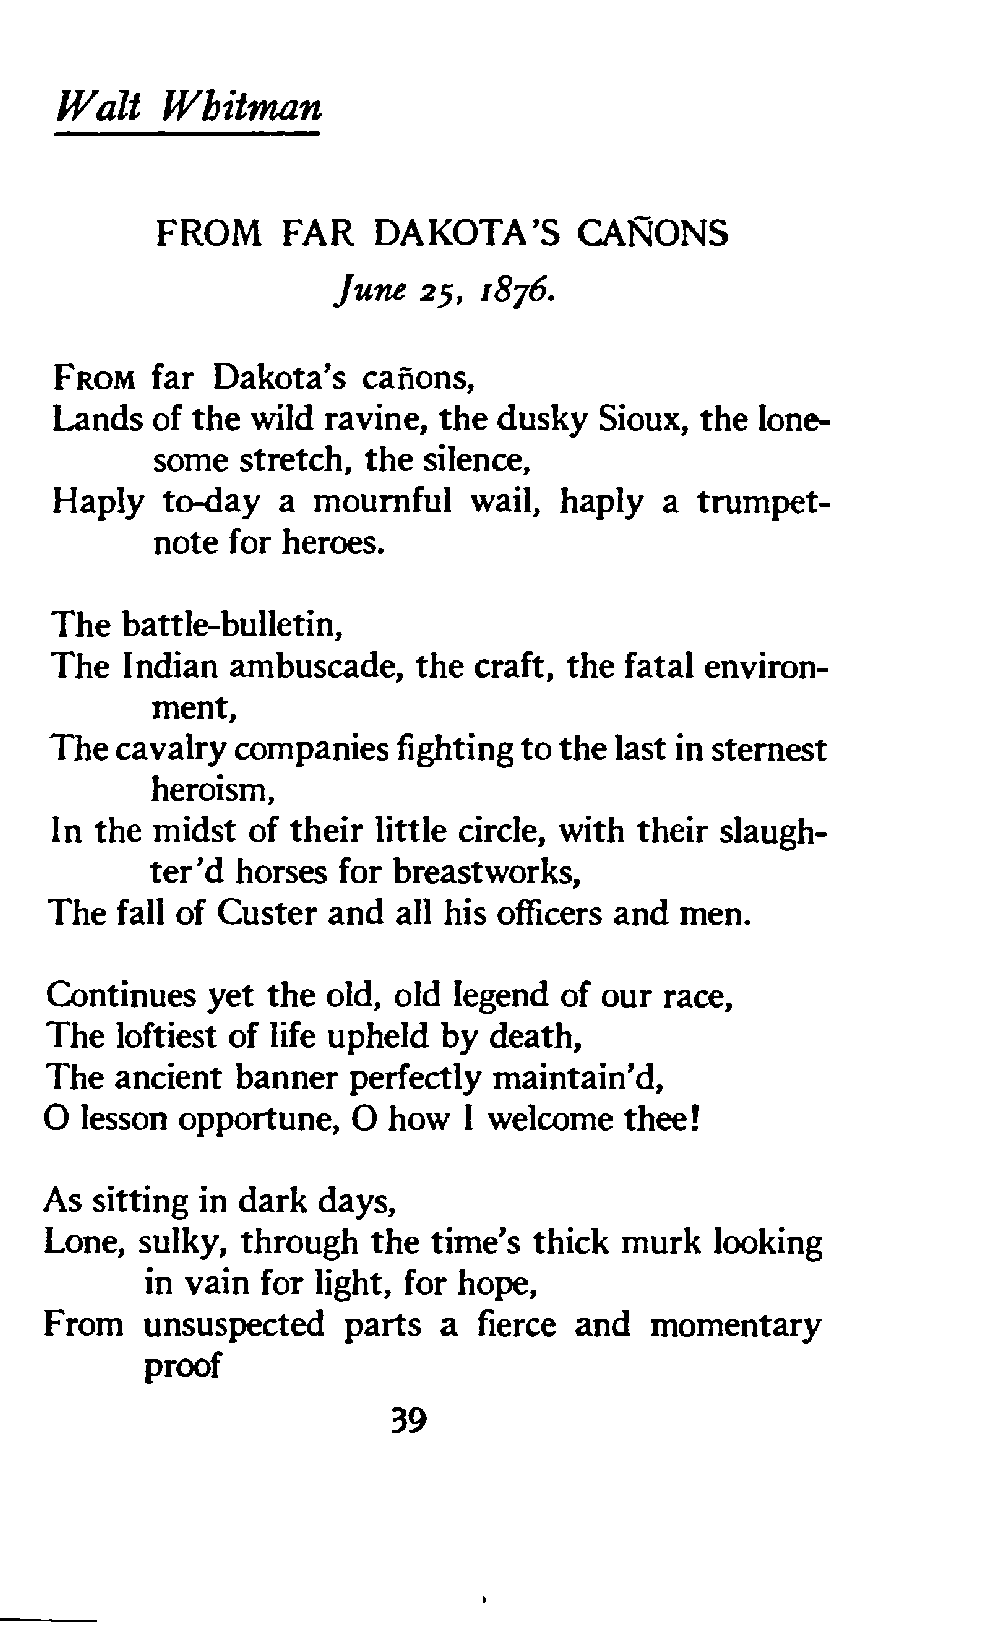 Walt Whitman
FROM FAR DAKOTA'S CAÑONS
June 25, 1876.
FROM far Dakota's cañons,
Lands of the wild ravine, the dusky Sioux, the lone-
some stretch, the silence,
Haply to-day a mournful wail, haply a trumpet-
note for heroes.
The battle-bulletin,
The Indian ambuscade, the craft, the fatal environ-
ment,
The cavalry companies fighting to the last in sternest
heroism,
In the midst of their little circle, with their slaugh-
ter'd horses for breastworks,
The fall of Custer and all his officers and men.
Continues yet the old, old legend of our race,
The loftiest of life upheld by death,
The ancient banner perfectly maintain'd,
O lesson opportune, O how I welcome thee!
As sitting in dark days,
Lone, sulky, through the time's thick murk looking
in vain for light, for hope,
From unsuspected parts a fierce and momentary
proof
39